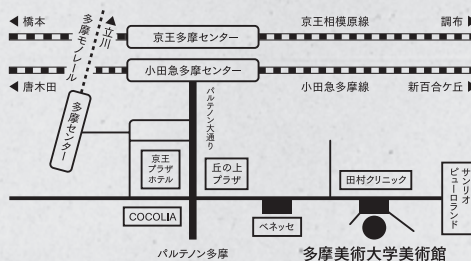 橋本
立川
京王多摩センター
京王相模原線
調布
多摩モノレール
小田急多摩センター
唐木田
小田急多摩線
新百合ケ丘
多摩センター
パルテノン大通り
京王
プラザ
ホテル
丘の上
プラザ
田村クリニック
サンリオ
ピューロランド
COCOLIA
ベネッセ
パルテノン多摩
多摩美術大学美術館